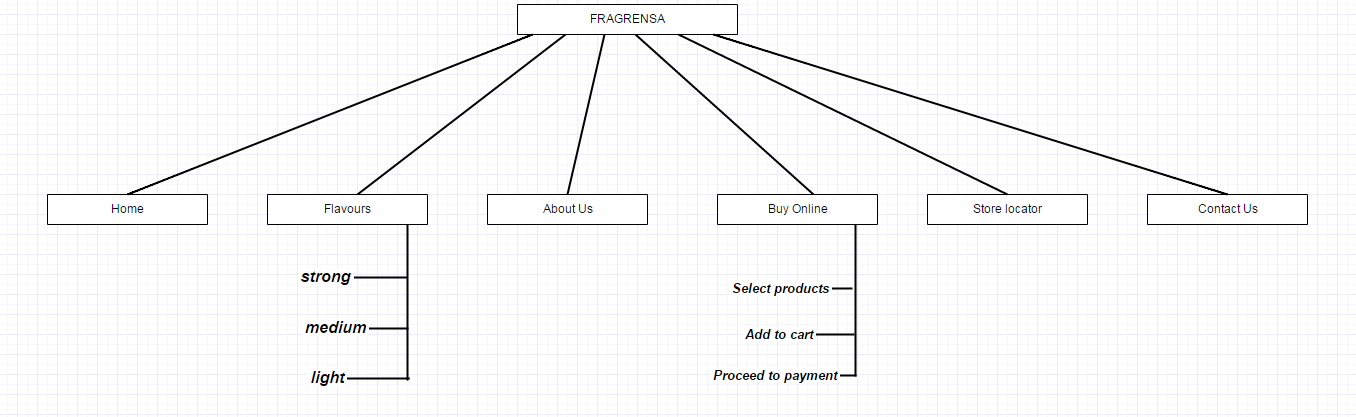 FRAGRENSA
Home
Flavours
About Us
Buy Online
Store locator
Contact Us
strong
medium
light
Select products
Add to cart
Proceed to payment